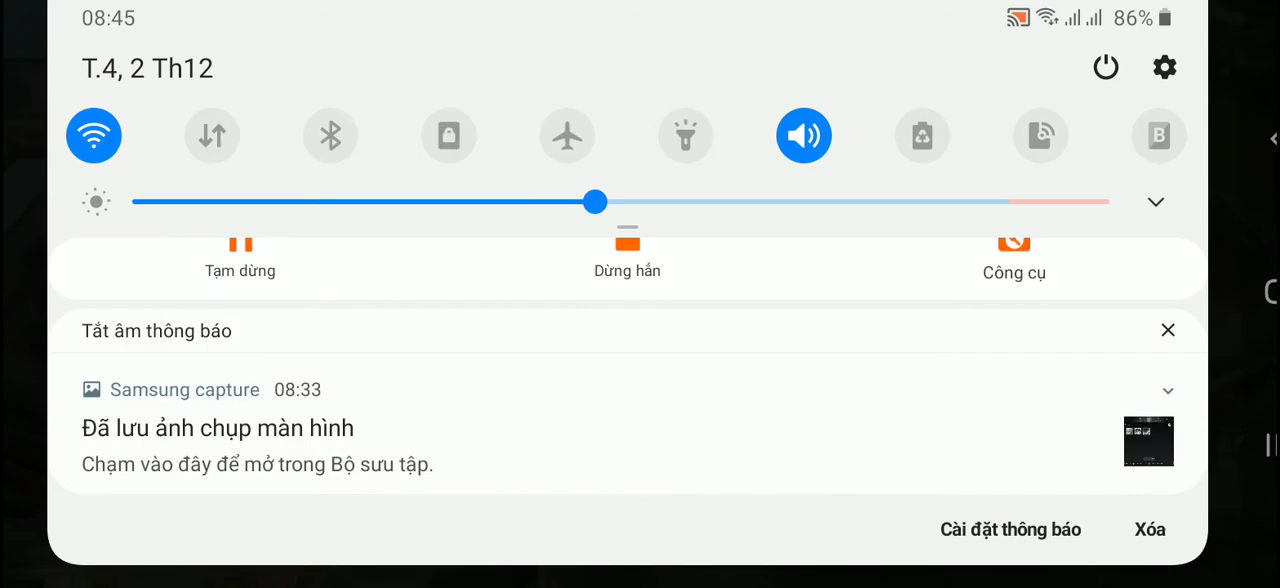 08:45
86%
T.4, 2 Th12
B
Tạm dừng
Dừng hẳn
Công cụ
Tắt âm thông báo
Samsung capture 08:33
Đã lưu ảnh chụp màn hình
Chạm vào đây để mở trong Bộ sưu tập.
Cài đặt thông báo
Xóa